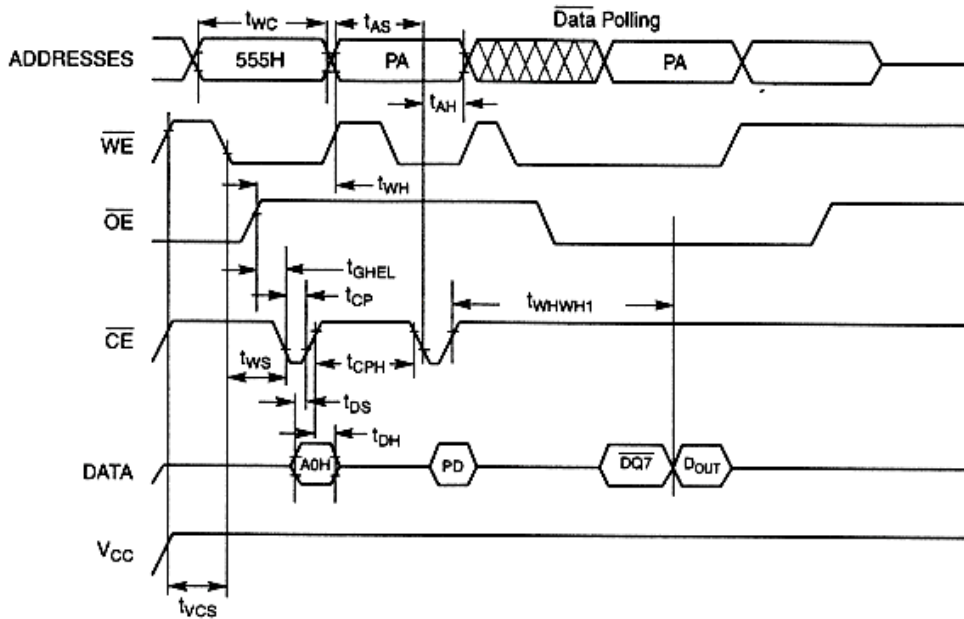 Data Polling
tWC
tAS
ADDRESSES
555H
PA
PA
tAH
WE
tWH
OE
tGHEL
tCP
tWHWH1
CE
tWS
tCPH
tDS
tDH
DATA
A0H
PD
DQ7
DOUT
VCC
tVCS